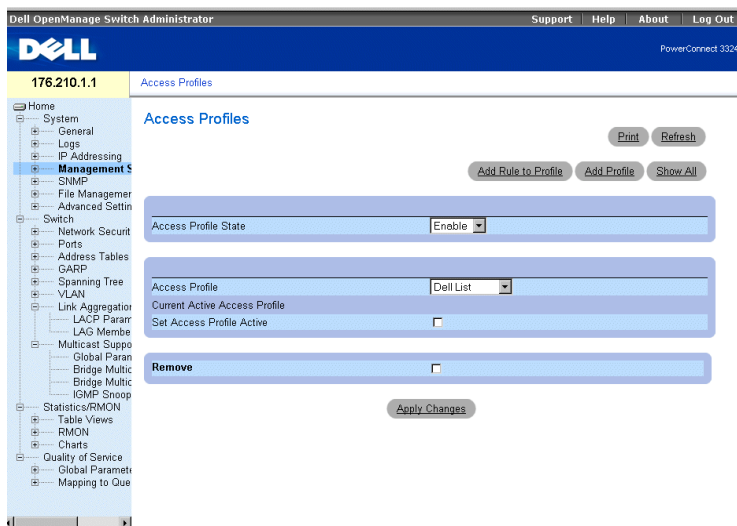 Dell OpenManage Switch Administrator
Support Help About Log Out
DELL
PowerConnect 3324
176.210.1.1
Access Profiles
Home
System
General
Logs
IP Addressing
Management S
SNMP
File Managemer
Advanced Settin
Switch
Network Securit
Ports
Address Tables
GARP
Spanning Tree
VLAN
Link Aggregation
LACP Param
LAG Membe
Multicast Suppo
Global Paran
Bridge Multic
Bridge Multic
IGMP Snoop
Statistics/RMON
Table Views
RMON
Charts
Quality of Service
Global Paramete
Mapping to Que
Access Profiles
Print Refresh
Add Rule to Profile Add Profile Show All
Access Profile State Enable
Access Profile Dell List
Current Active Access Profile
Set Access Profile Active
Remove
Apply Changes